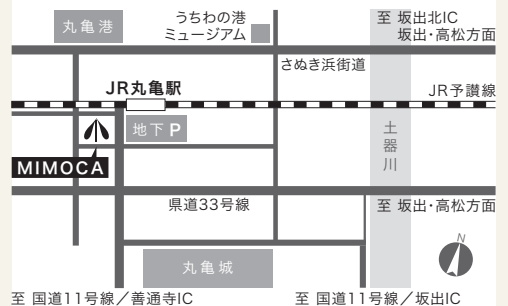 丸亀港
うちわの港
ミュージアム
至 坂出北IC
坂出・高松方面
さぬき浜街道
JR丸亀駅
JR予讃線
地下 P
土器川
MIMOCA
県道33号線
至 坂出・高松方面
N
丸亀城
至 国道11号線／善通寺IC
至 国道11号線／坂出IC